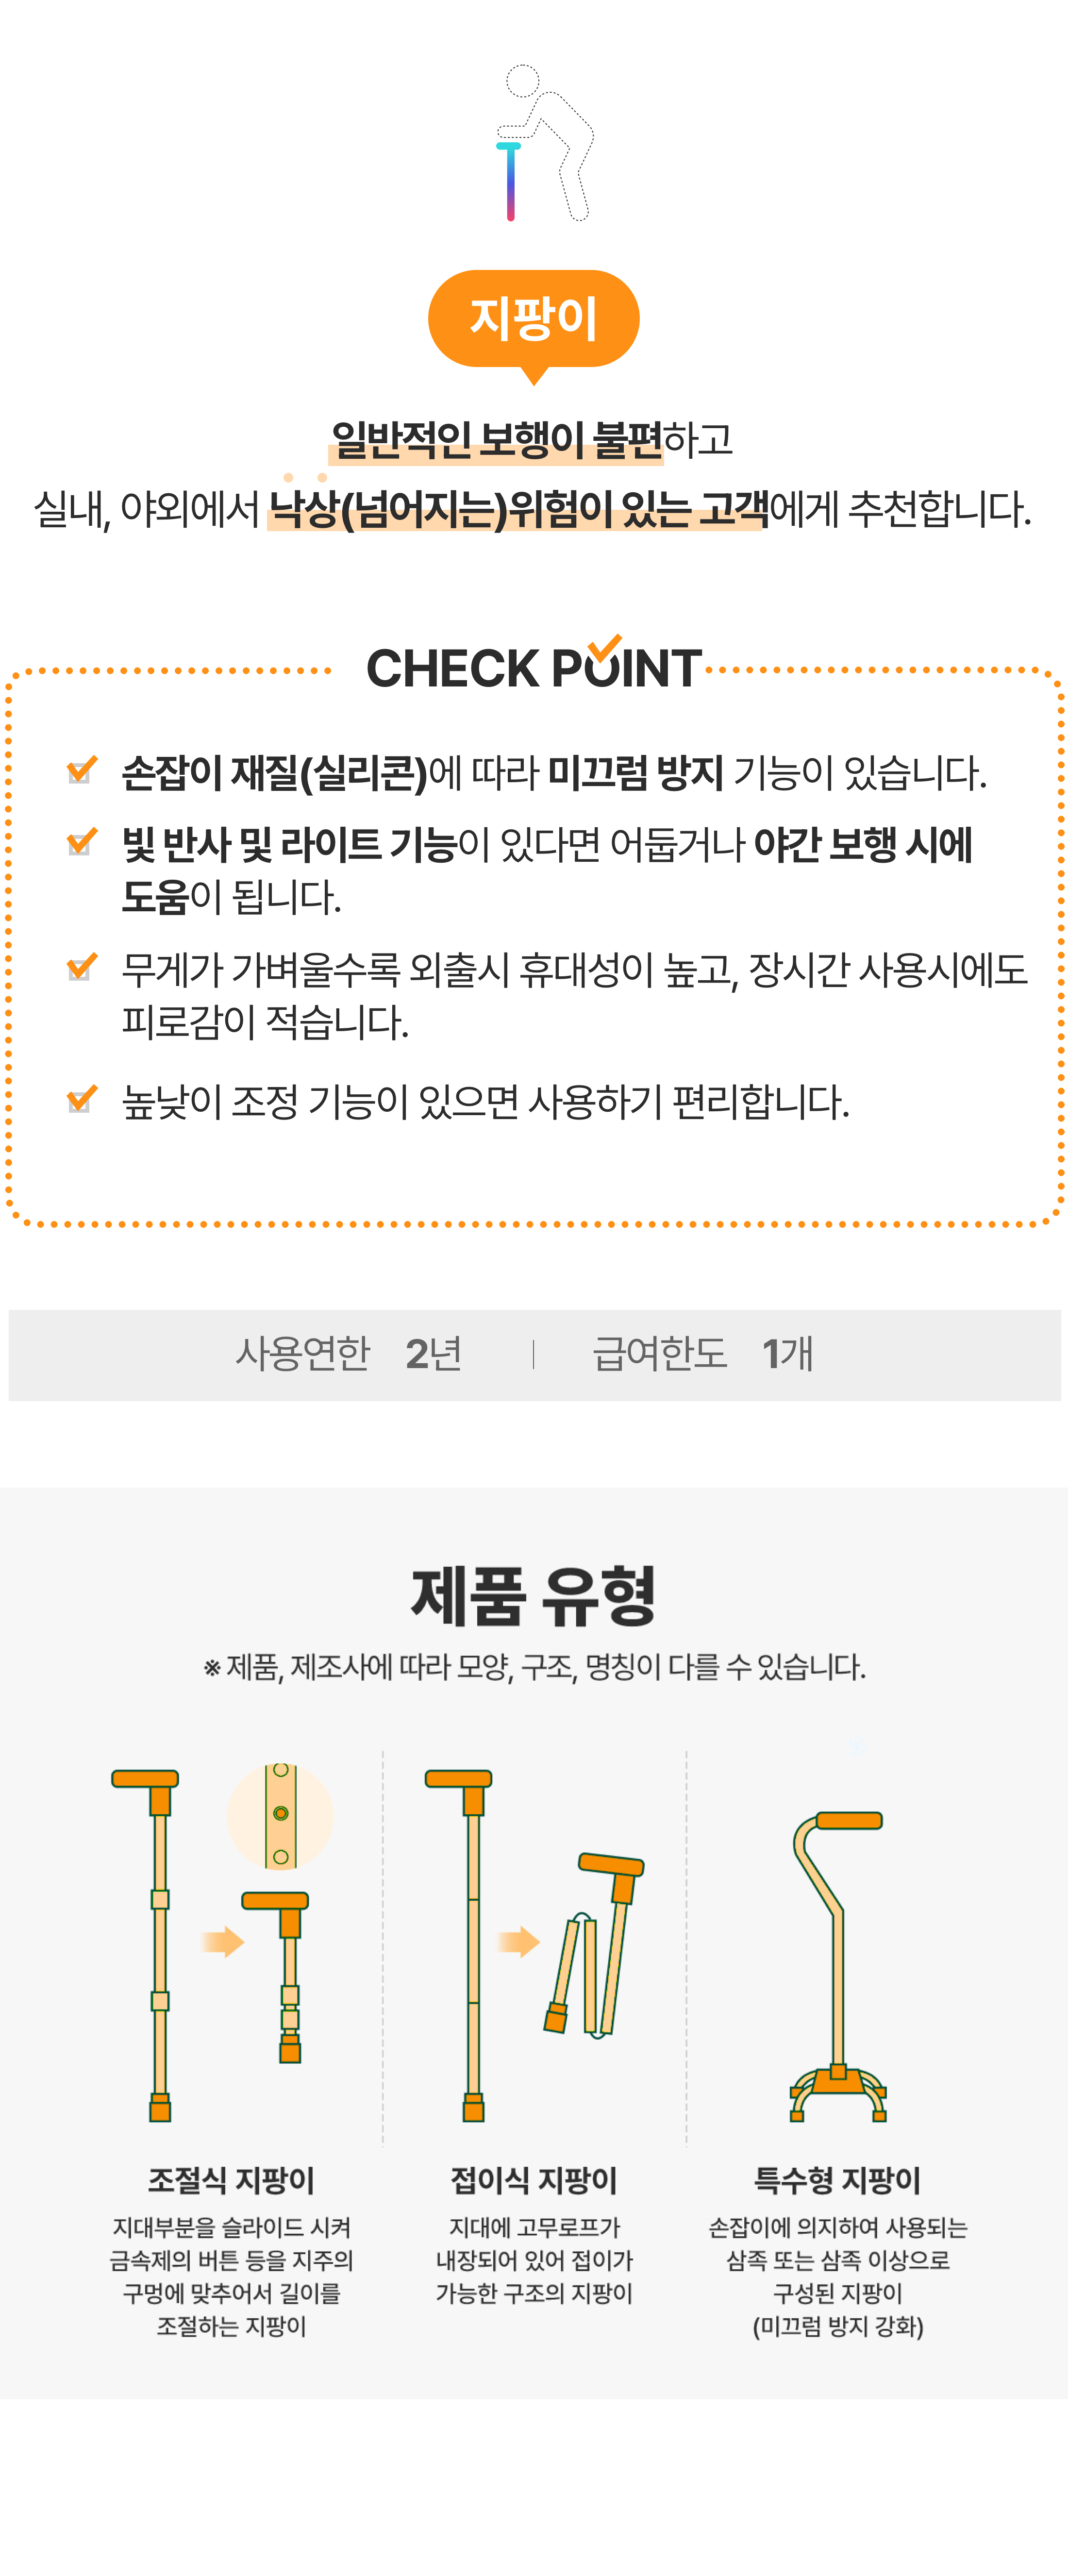 지팡이
일반적인 보행이 불편하고
실내, 야외에서 낙상(넘어지는)위험이 있는 고객에게 추천합니다.
CHECK POINT
손잡이 재질(실리콘)에 따라 미끄럼 방지 기능이 있습니다.
빛 반사 및 라이트 기능이 있다면 어둡거나 야간 보행 시에
도움이 됩니다.
무게가 가벼울수록 외출시 휴대성이 높고, 장시간 사용시에도
피로감이 적습니다.
높낮이 조정 기능이 있으면 사용하기 편리합니다.
사용연한 2년 | 급여한도 1개
제품 유형
※ 제품, 제조사에 따라 모양, 구조, 명칭이 다를 수 있습니다.
조절식 지팡이
지대부분을 슬라이드 시켜
금속제의 버튼 등을 지주의
구멍에 맞추어서 길이를
조절하는 지팡이
접이식 지팡이
지대에 고무로프가
내장되어 있어 접이가
가능한 구조의 지팡이
특수형 지팡이
손잡이에 의지하여 사용되는
삼족 또는 삼족 이상으로
구성된 지팡이
(미끄럼 방지 강화)